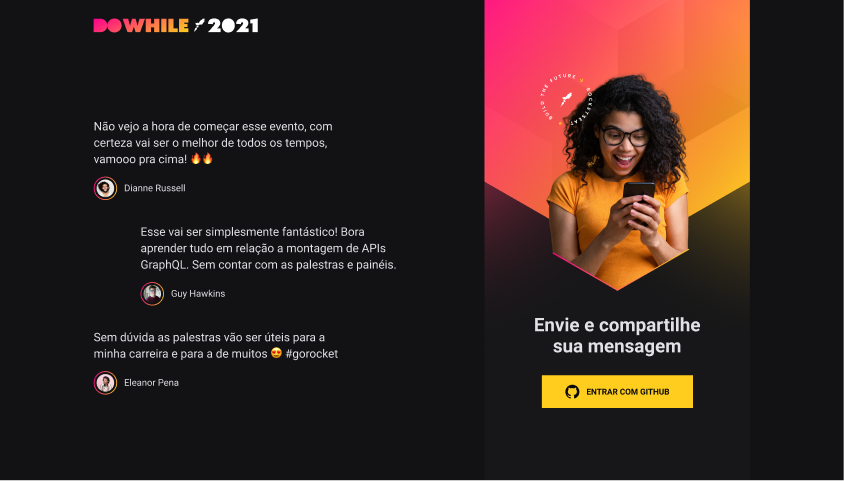 DOWHILE 2021
Não vejo a hora de começar esse evento, com
certeza vai ser o melhor de todos os tempos,
vamooo pra cima! 🔥🔥
Dianne Russell
Esse vai ser simplesmente fantástico! Bora
aprender tudo em relação a montagem de APIs
GraphQL. Sem contar com as palestras e painéis.
Guy Hawkins
Sem dúvida as palestras vão ser úteis para a
minha carreira e para a de muitos 😍 #gorocket
Eleanor Pena
BUILD THE FUTURE • ROCKETSEAT •
Envie e compartilhe
sua mensagem
ENTRAR COM GITHUB